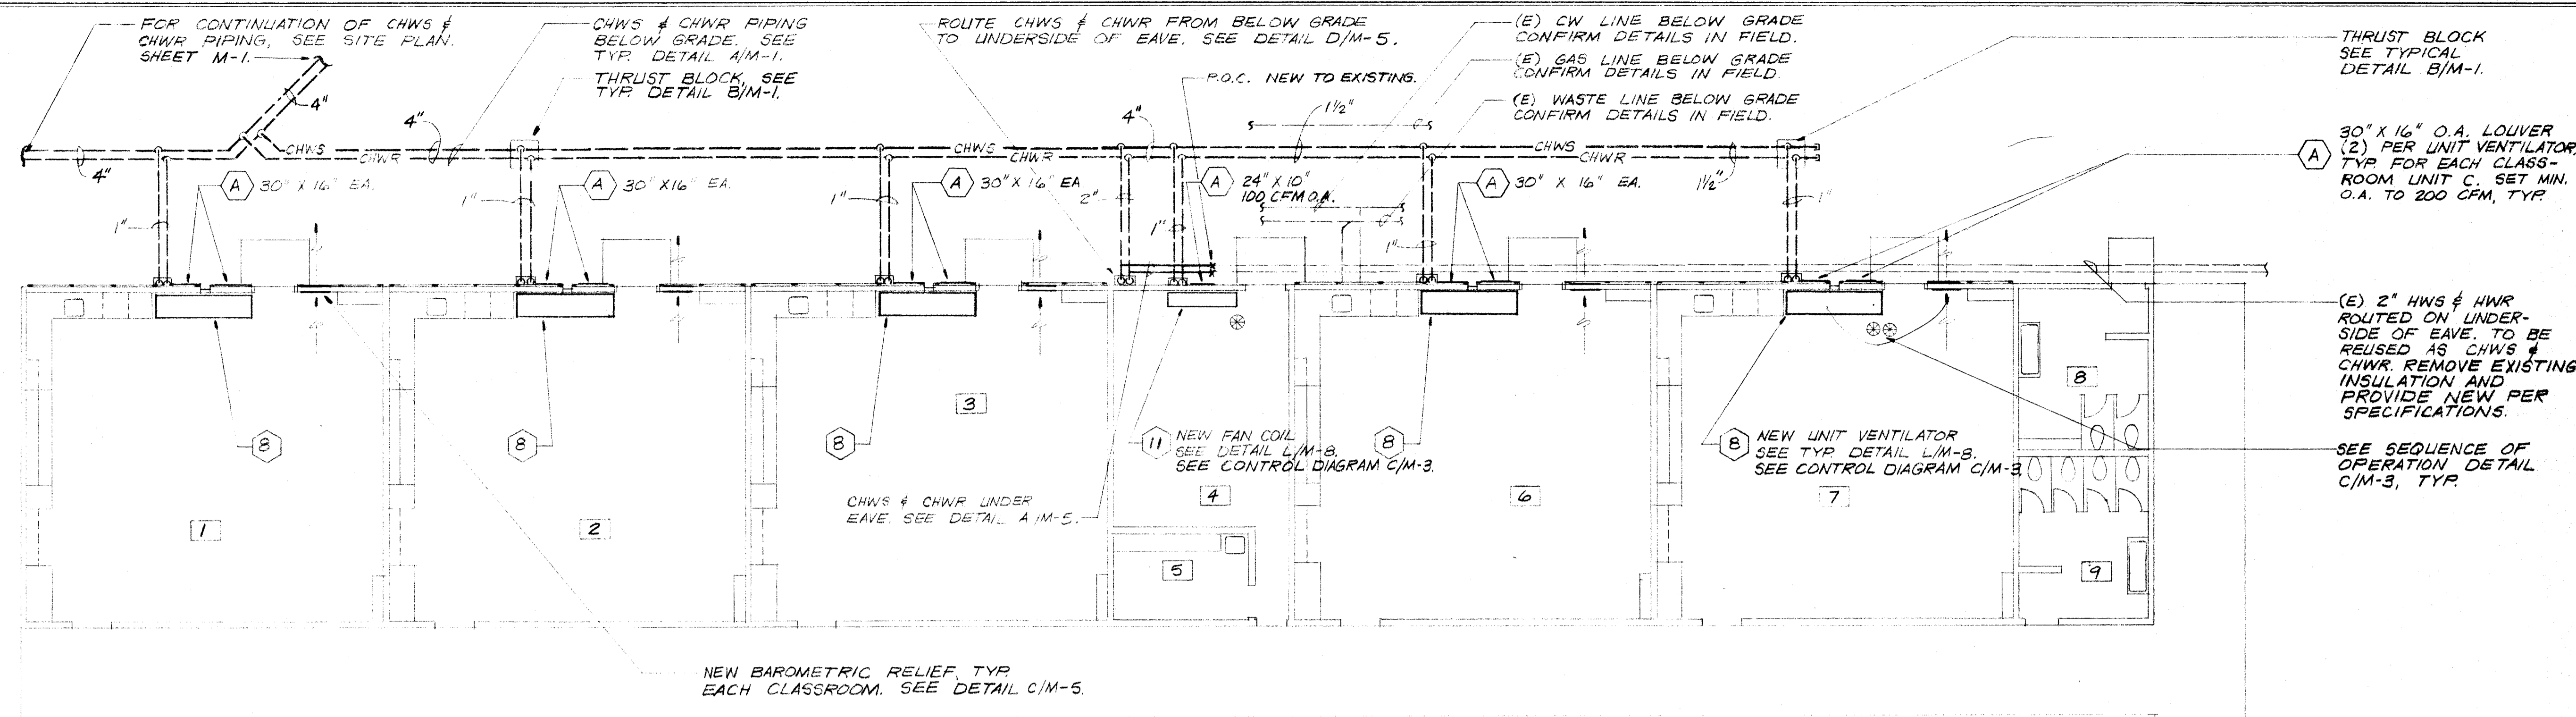 FOR CONTINUATION OF CHWS &
CHWR PIPING, SEE SITE PLAN.
SHEET M-1.
CHWS & CHWR PIPING
BELOW GRADE. SEE
TYP. DETAIL A/M-1.
THRUST BLOCK, SEE
TYP. DETAIL B/M-1.
ROUTE CHWS & CHWR FROM BELOW GRADE
TO UNDERSIDE OF EAVE. SEE DETAIL D/M-5.
P.O.C. NEW TO EXISTING.
(E) CW LINE BELOW GRADE
CONFIRM DETAILS IN FIELD.
(E) GAS LINE BELOW GRADE
CONFIRM DETAILS IN FIELD.
(E) WASTE LINE BELOW GRADE
CONFIRM DETAILS IN FIELD.
THRUST BLOCK
SEE TYPICAL
DETAIL B/M-1.
A
30" X 16" O.A. LOUVER
(2) PER UNIT VENTILATOR,
TYP. FOR EACH CLASS-
ROOM UNIT C. SET MIN.
O.A. TO 200 CFM, TYP.
4"
4"
4"
4"
1½"
1½"
CHWS
CHWR
CHWS
CHWR
CHWS
CHWR
A 30" X 16" EA.
A 30" X 16" EA.
A 30" X 16" EA.
A 24" X 10"
100 CFM O.A.
A 30" X 16" EA.
1"
1"
1"
2"
1"
1"
1"
(E) 2" HWS & HWR
ROUTED ON UNDER-
SIDE OF EAVE. TO BE
REUSED AS CHWS &
CHWR. REMOVE EXISTING
INSULATION AND
PROVIDE NEW PER
SPECIFICATIONS.
SEE SEQUENCE OF
OPERATION DETAIL
C/M-3, TYP.
8
8
8
11
NEW FAN COIL
SEE DETAIL L/M-8.
SEE CONTROL DIAGRAM C/M-3.
8
8
NEW UNIT VENTILATOR
SEE TYP. DETAIL L/M-8.
SEE CONTROL DIAGRAM C/M-3
CHWS & CHWR UNDER
EAVE. SEE DETAIL A/M-5.
1
2
3
4
5
6
7
8
9
NEW BAROMETRIC RELIEF, TYP.
EACH CLASSROOM. SEE DETAIL C/M-5.